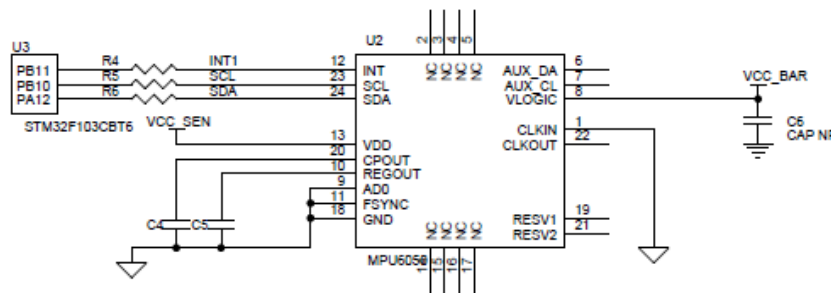 U3
PB11
PB10
PA12
STM32F103CBT6
R4
R5
R6
INT1
SCL
SDA
VCC_SEN
C4
C5
U2
2
3
4
5
NC
NC
NC
NC
12
23
24
13
20
10
9
11
18
INT
SCL
SDA
VDD
CPOUT
REGOUT
AD0
FSYNC
GND
AUX_DA
AUX_CL
VLOGIC
CLKIN
CLKOUT
RESV1
RESV2
6
7
8
1
22
19
21
NC
NC
NC
NC
15
16
17
VCC_BAR
C6
CAP NP